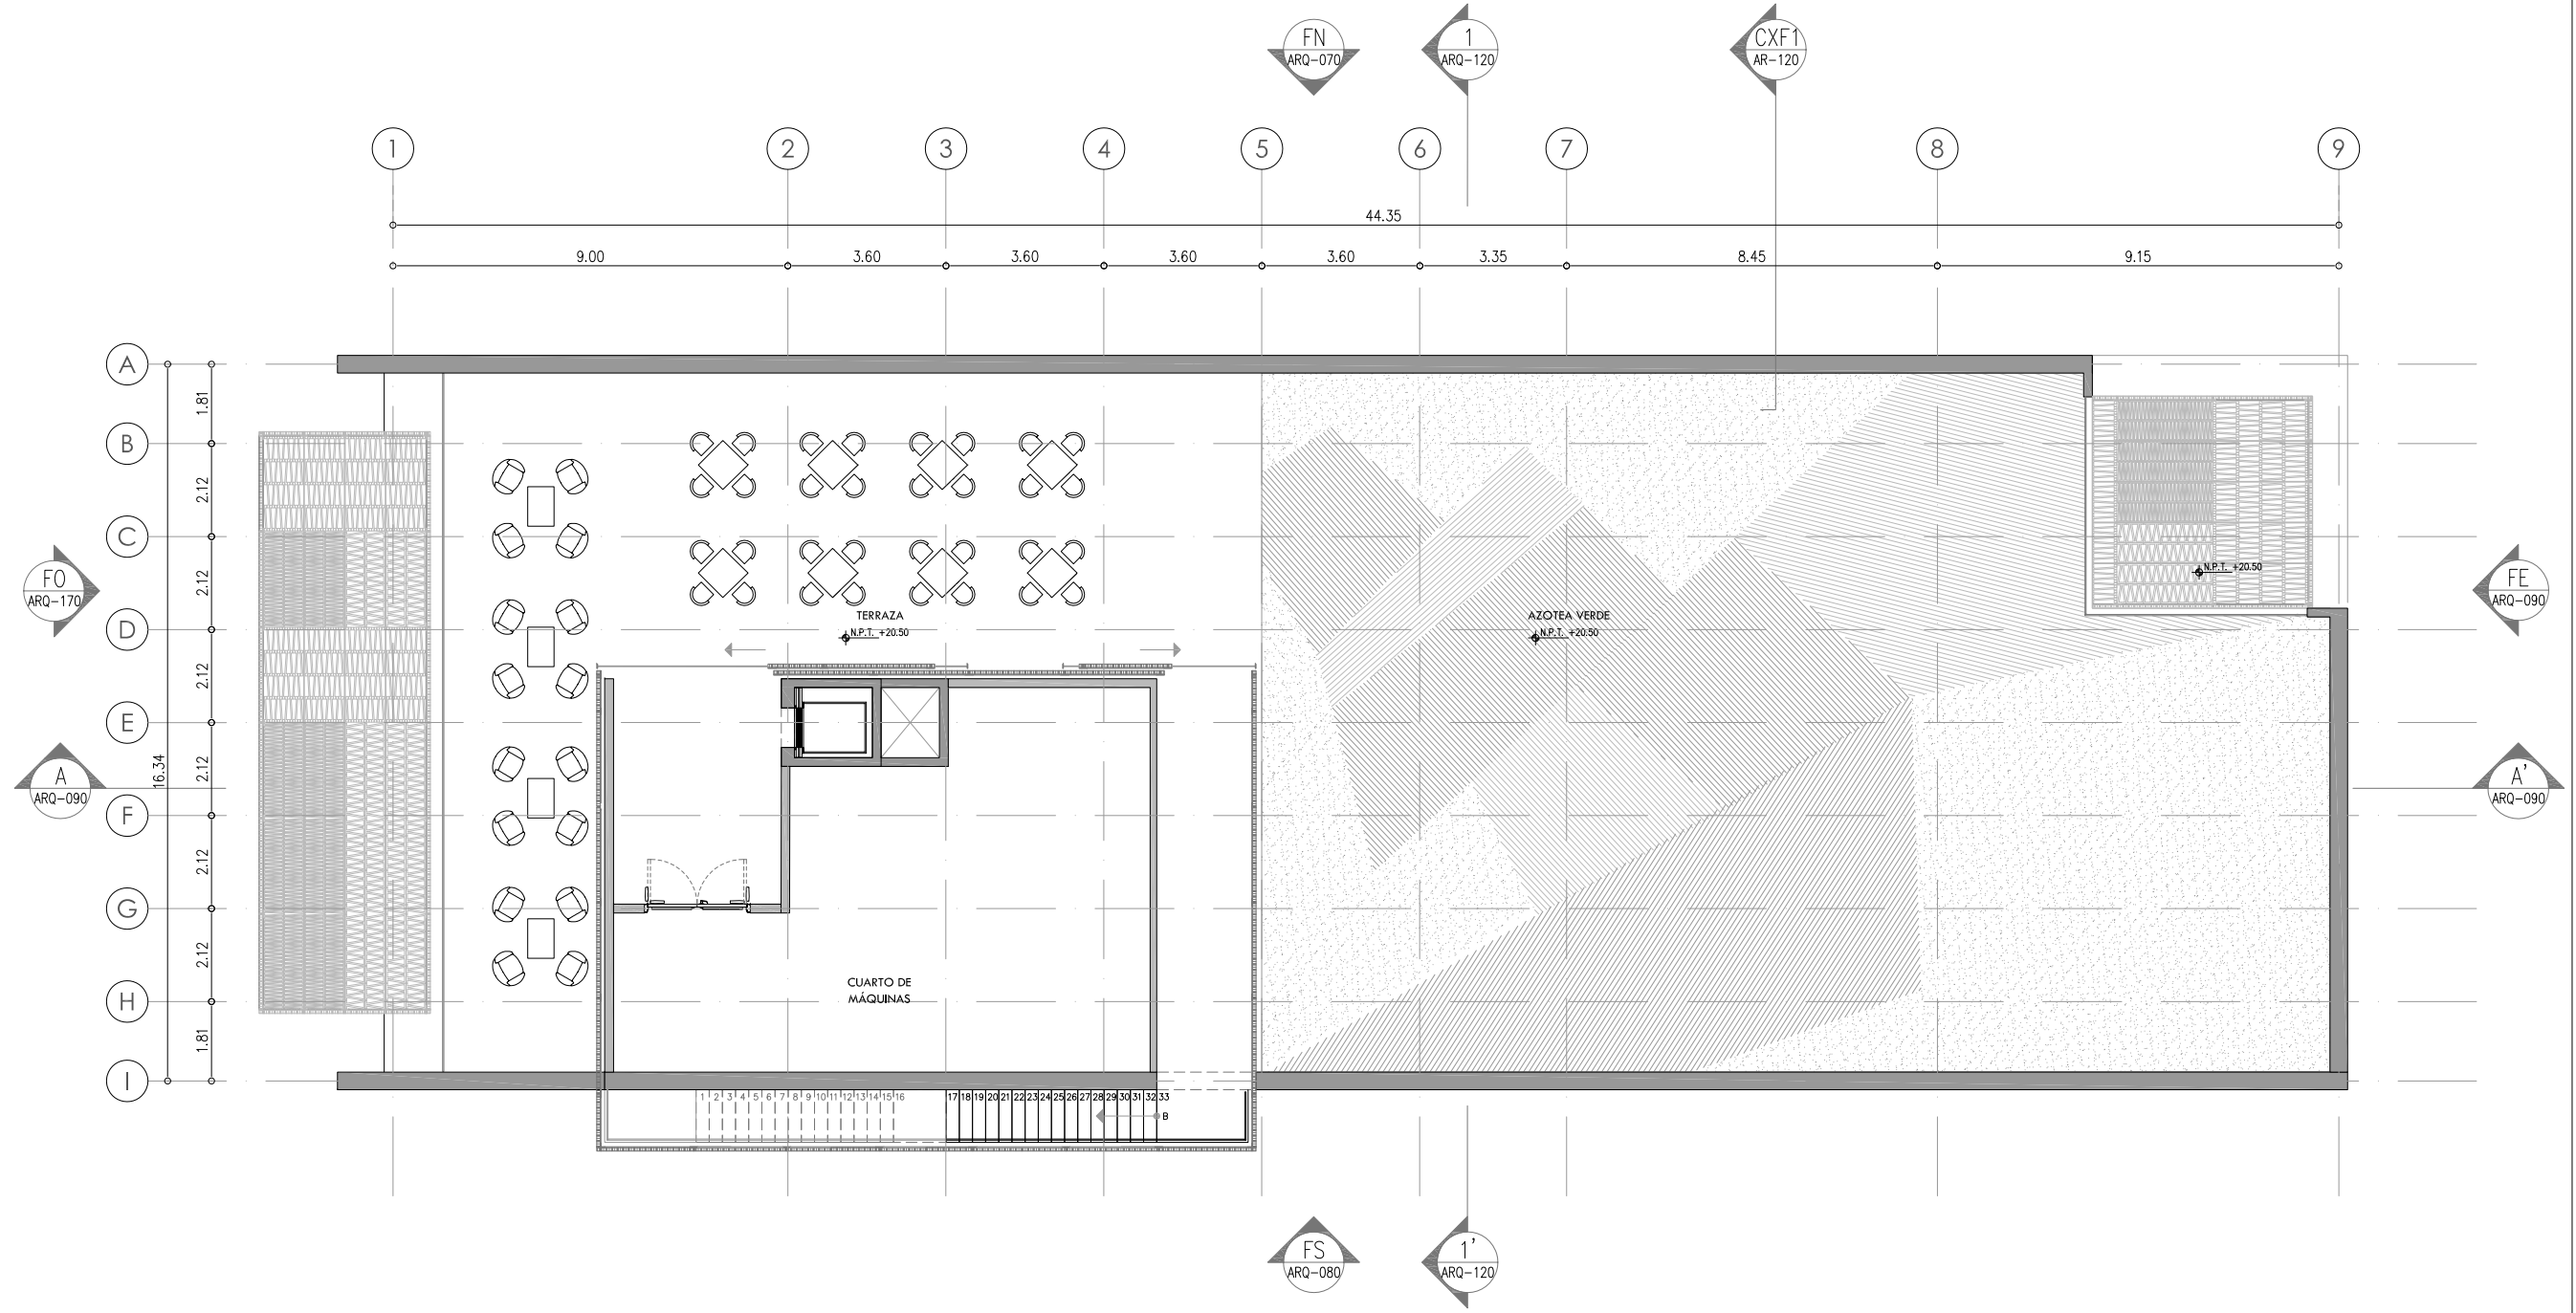 FN
ARQ-070
1
ARQ-120
CXF1
AR-120
1
2
3
4
5
6
7
8
9
44.35
9.00
3.60
3.60
3.60
3.60
3.35
8.45
9.15
A
B
C
D
E
F
G
H
I
1.81
2.12
2.12
2.12
2.12
2.12
2.12
1.81
16.34
FO
ARQ-170
A
ARQ-090
FE
ARQ-090
A'
ARQ-090
N.P.T. +20.50
TERRAZA
N.P.T. +20.50
AZOTEA VERDE
N.P.T. +20.50
CUARTO DE
MÁQUINAS
1 2 3 4 5 6 7 8 9 10 11 12 13 14 15 16
17 18 19 20 21 22 23 24 25 26 27 28 29 30 31 32 33
B
FS
ARQ-080
1'
ARQ-120